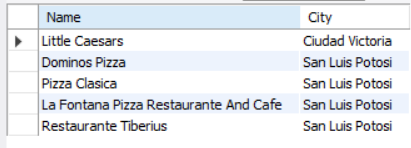 Name City
Little Caesars Ciudad Victoria
Dominos Pizza San Luis Potosi
Pizza Clasica San Luis Potosi
La Fontana Pizza Restaurante And Cafe San Luis Potosi
Restaurante Tiberius San Luis Potosi